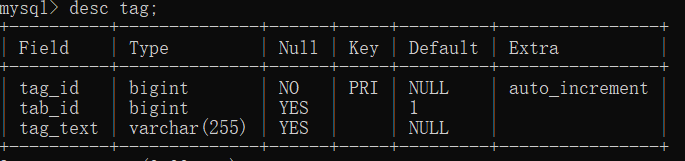 mysql> desc tag;
+----------+--------------+------+-----+---------+----------------+
| Field    | Type         | Null | Key | Default | Extra          |
+----------+--------------+------+-----+---------+----------------+
| tag_id   | bigint       | NO   | PRI | NULL    | auto_increment |
| tab_id   | bigint       | YES  |     | 1       |                |
| tag_text | varchar(255) | YES  |     | NULL    |                |
+----------+--------------+------+-----+---------+----------------+